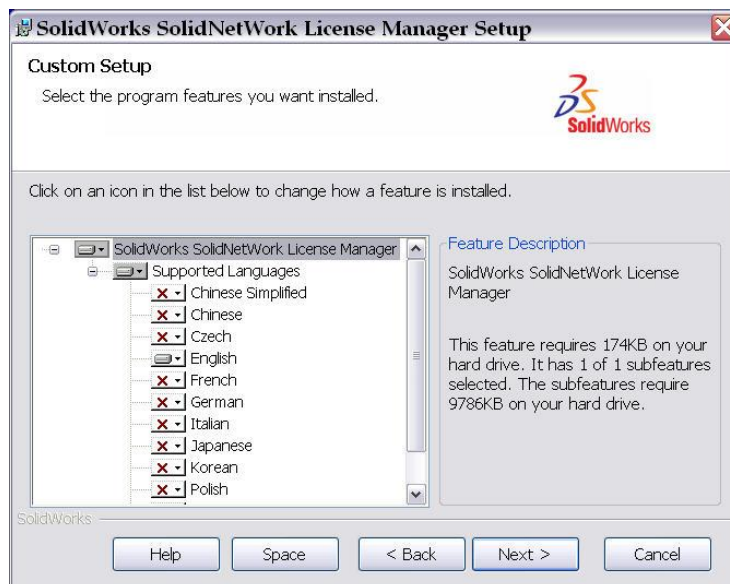 SolidWorks SolidNetWork License Manager Setup
Custom Setup
Select the program features you want installed.
SolidWorks
Click on an icon in the list below to change how a feature is installed.
SolidWorks SolidNetWork License Manager
Supported Languages
Chinese Simplified
Chinese
Czech
English
French
German
Italian
Japanese
Korean
Polish
Feature Description
SolidWorks SolidNetWork License
Manager
This feature requires 174KB on your
hard drive. It has 1 of 1 subfeatures
selected. The subfeatures require
9786KB on your hard drive.
SolidWorks
Help
Space
< Back
Next >
Cancel